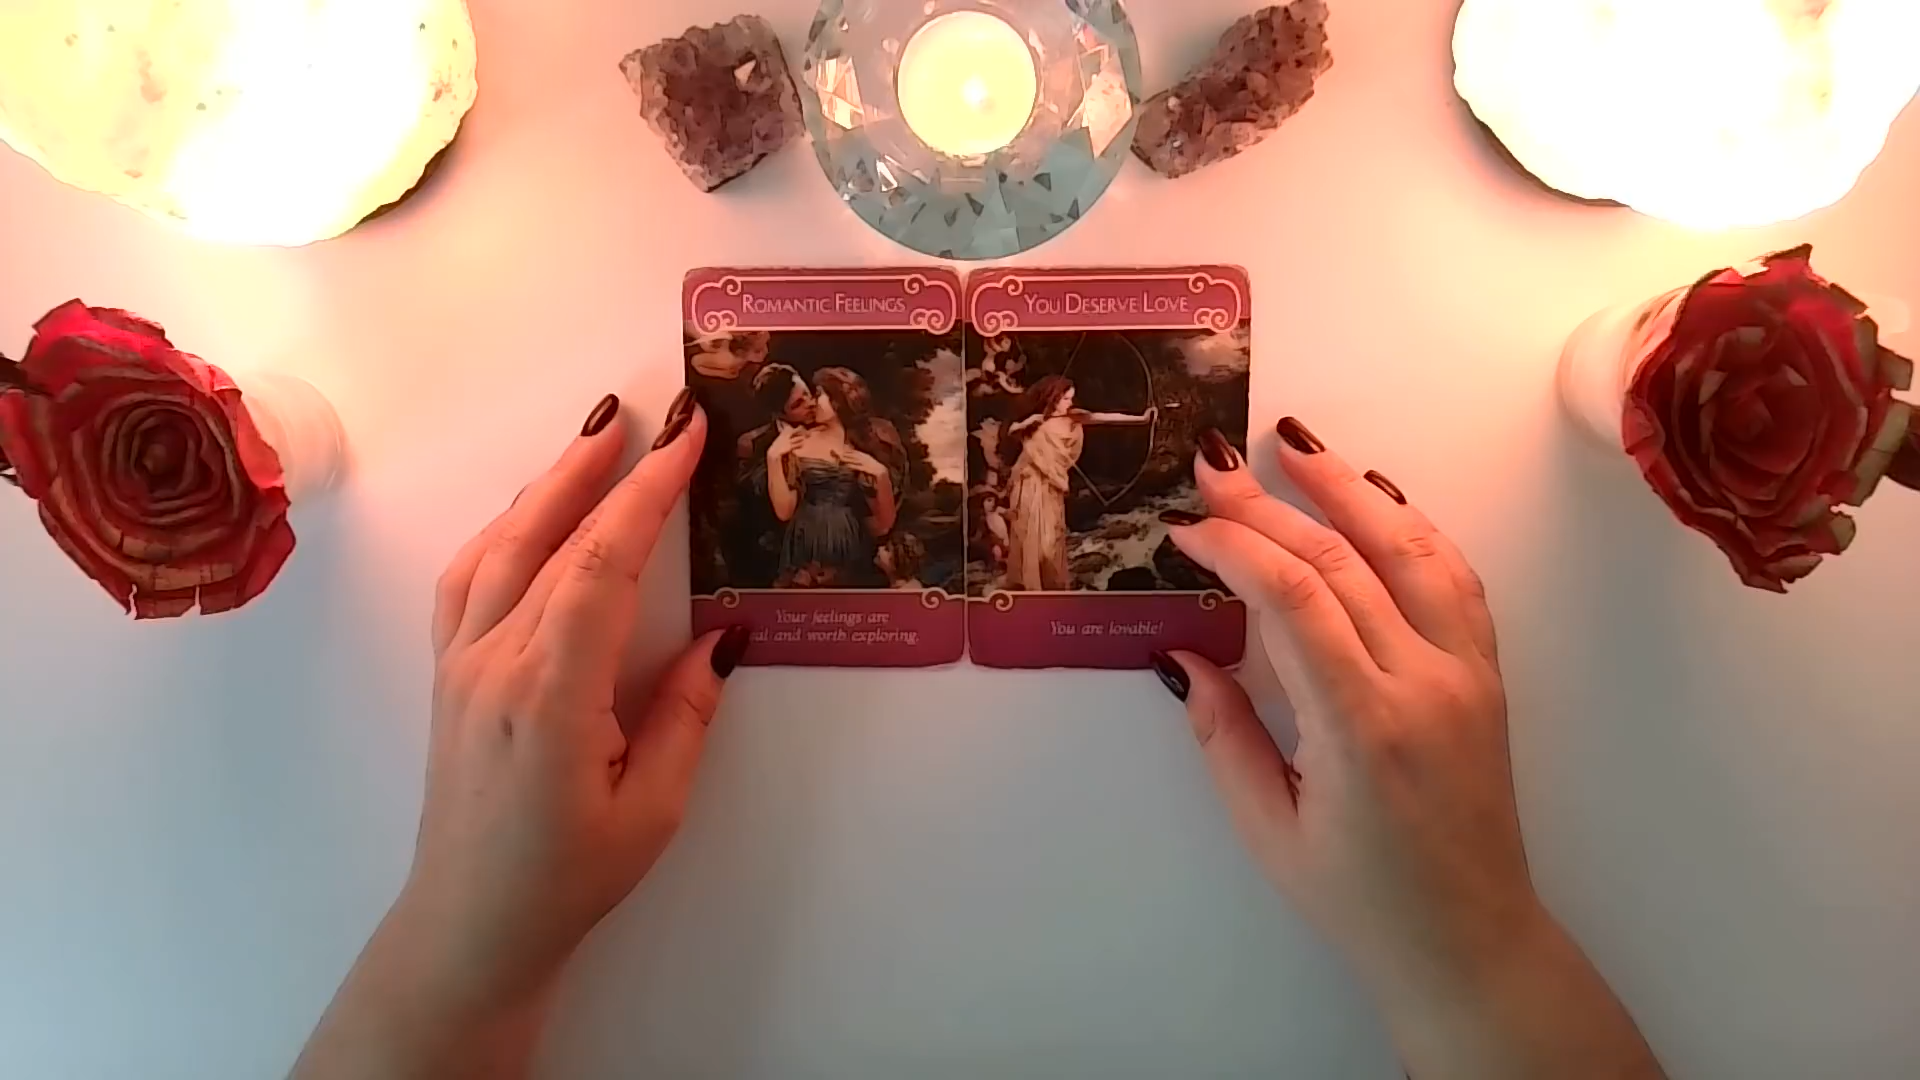 ROMANTIC FEELINGS
YOU DESERVE LOVE
Your feelings are
and worth exploring.
You are lovable!